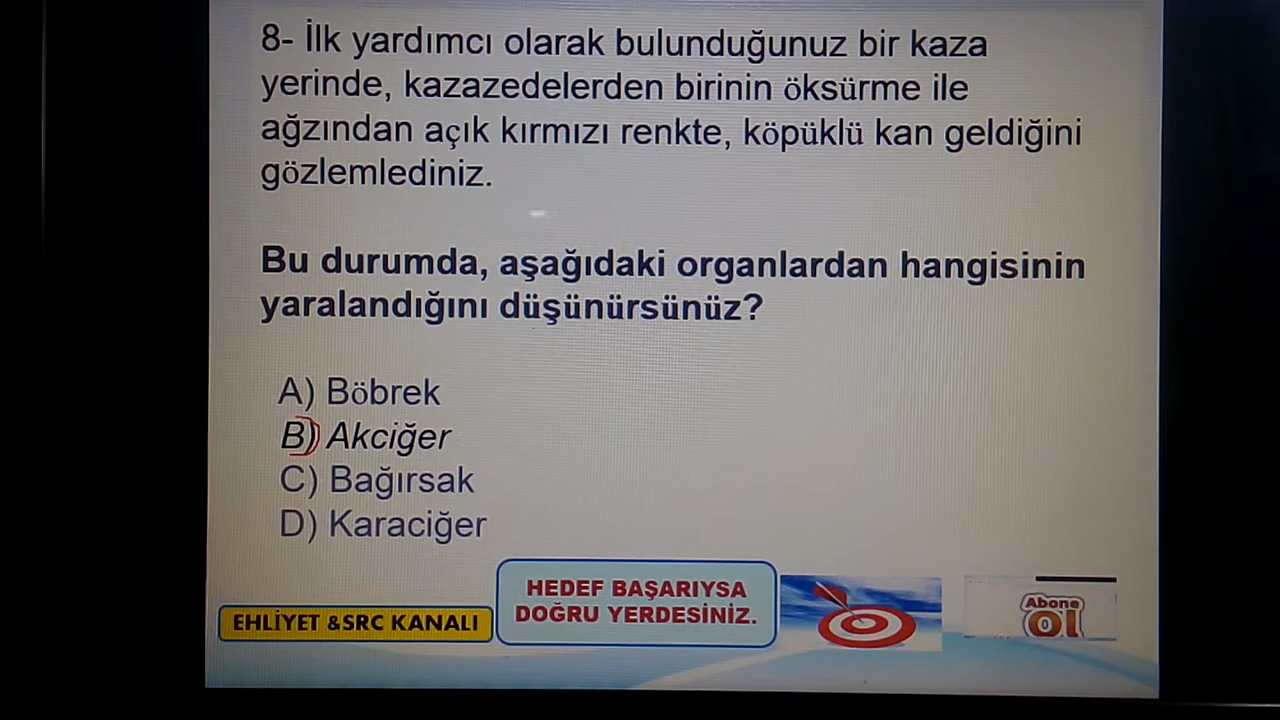 8- İlk yardımcı olarak bulunduğunuz bir kaza
yerinde, kazazedelerden birinin öksürme ile
ağzından açık kırmızı renkte, köpüklü kan geldiğini
gözlemlediniz.
Bu durumda, aşağıdaki organlardan hangisinin
yaralandığını düşünürsünüz?
A) Böbrek
B) Akciğer
C) Bağırsak
D) Karaciğer
EHLİYET &SRC KANALI
HEDEF BAŞARIYSA
DOĞRU YERDESİNİZ.
Abone
ol